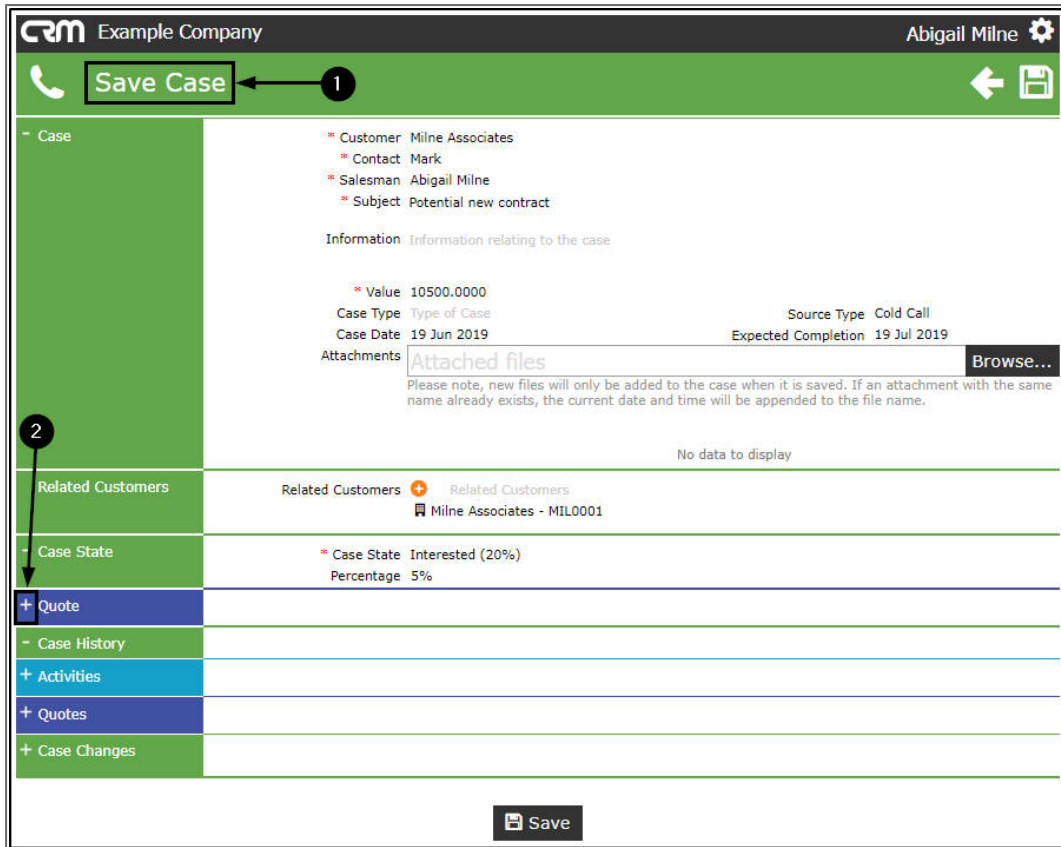 CRM Example Company Abigail Milne
Save Case 1
- Case
* Customer Milne Associates
* Contact Mark
* Salesman Abigail Milne
* Subject Potential new contract
Information Information relating to the case
* Value 10500.0000
Case Type Type of Case Source Type Cold Call
Case Date 19 Jun 2019 Expected Completion 19 Jul 2019
Attachments Attached files Browse...
Please note, new files will only be added to the case when it is saved. If an attachment with the same
name already exists, the current date and time will be appended to the file name.
2
No data to display
Related Customers Related Customers Related Customers
Milne Associates - MIL0001
- Case State * Case State Interested (20%)
Percentage 5%
+ Quote
- Case History
+ Activities
+ Quotes
+ Case Changes
Save